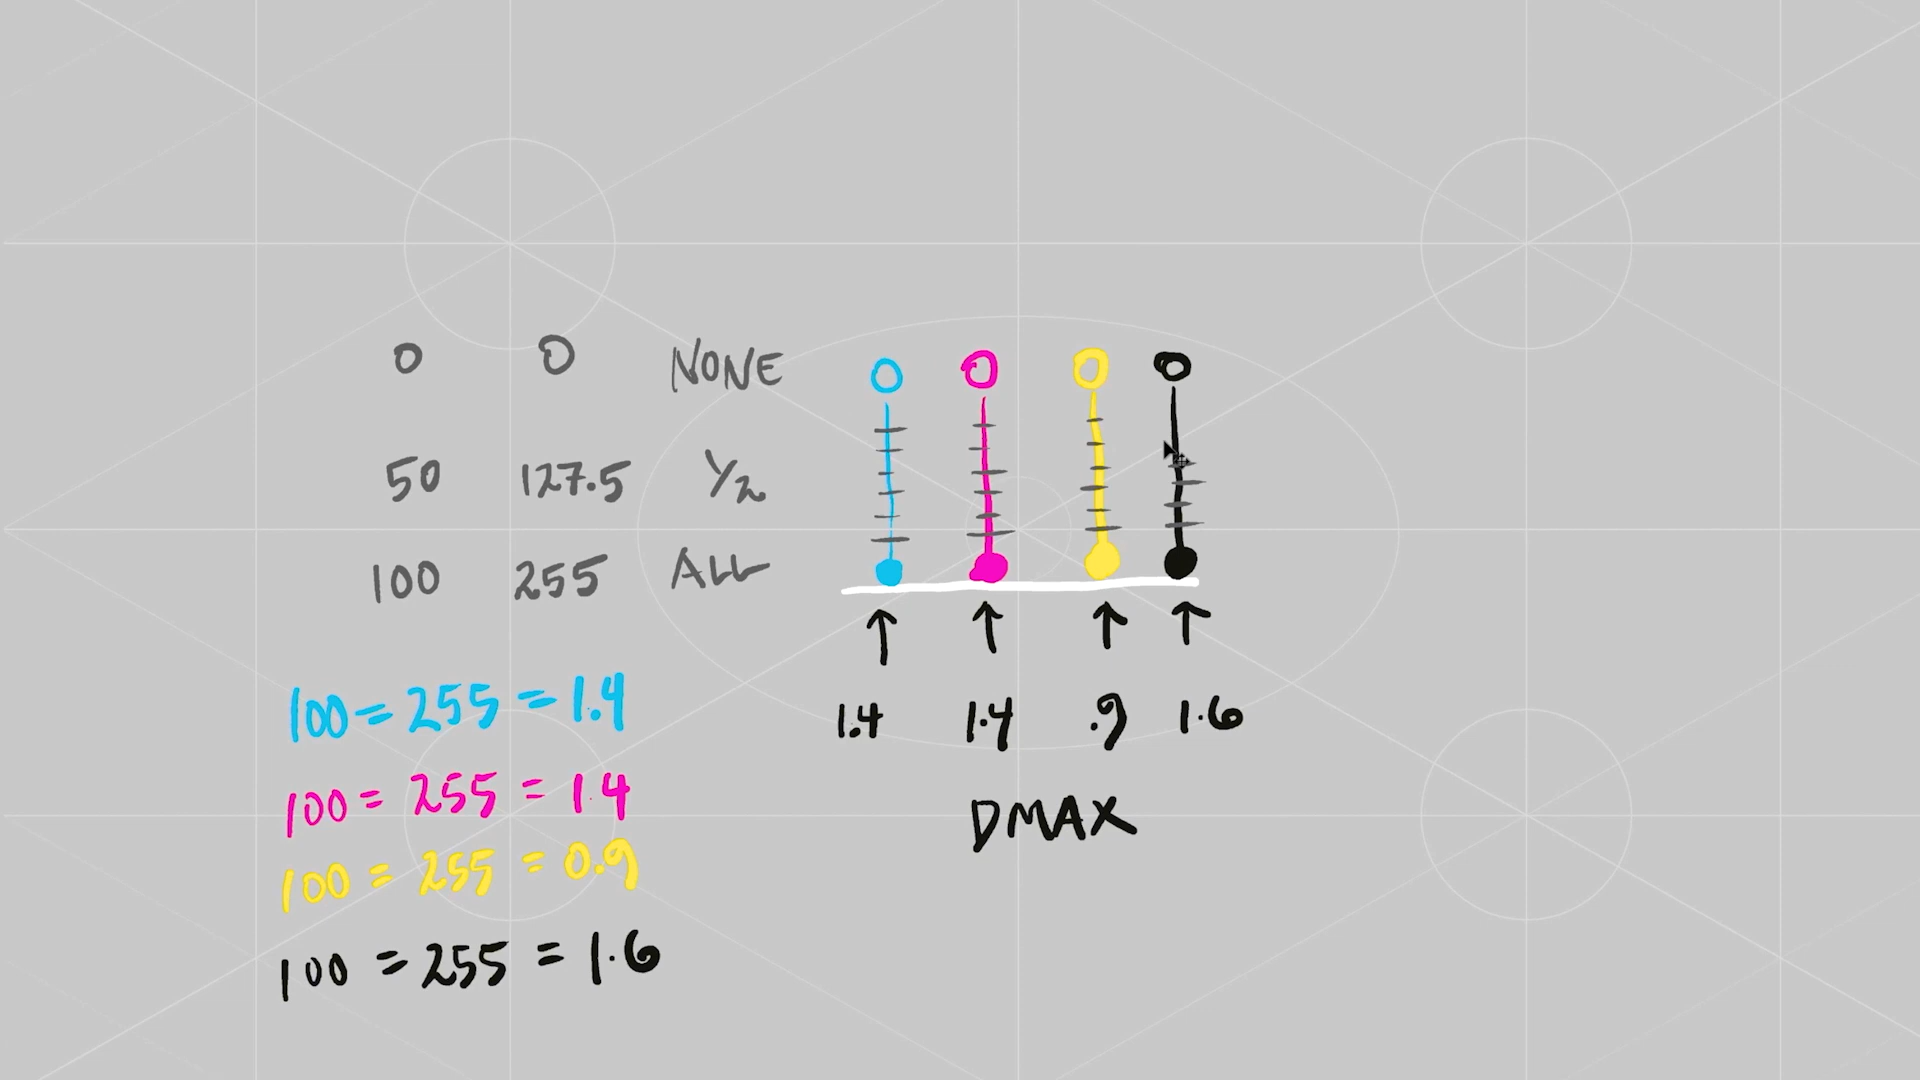 0 0 NONE 0 0 0 0
50 127.5 1/2
100 255 ALL
100 = 255 = 1.4
1.4 1.4 .9 1.6
100 = 255 = 1.4
DMAX
100 = 255 = 0.9
100 = 255 = 1.6